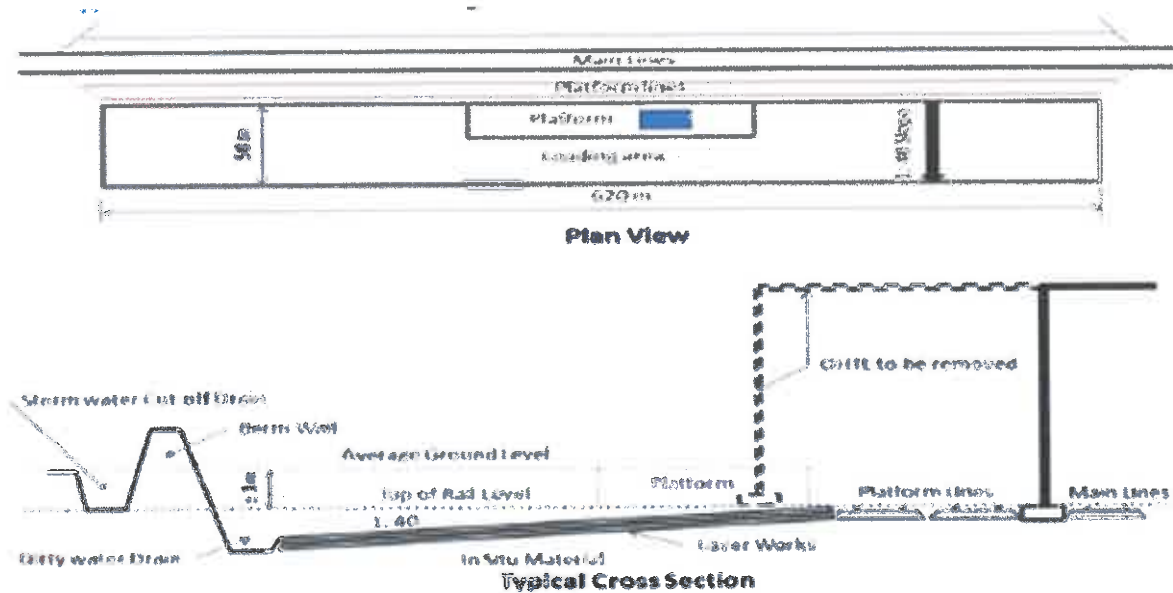 Main Lines
Platform lines
Platform
Loading area
620 m
Plan View
to be removed
Storm water Cut off Drain
Berm Wall
Average Ground Level
Top of Rail Level
1:40
Platform
Platform Lines
Main Lines
Dirty water Drain
In Situ Material
Layer Works
Typical Cross Section